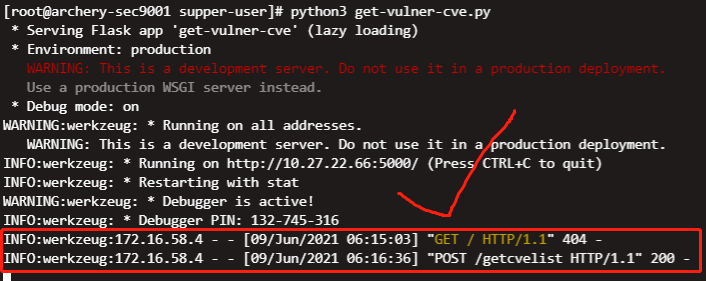 [root@archery-sec9001 supper-user]# python3 get-vulner-cve.py
 * Serving Flask app 'get-vulner-cve' (lazy loading)
 * Environment: production
   WARNING: This is a development server. Do not use it in a production deployment.
   Use a production WSGI server instead.
 * Debug mode: on
WARNING:werkzeug: * Running on all addresses.
   WARNING: This is a development server. Do not use it in a production deployment.
INFO:werkzeug: * Running on http://10.27.22.66:5000/ (Press CTRL+C to quit)
INFO:werkzeug: * Restarting with stat
WARNING:werkzeug: * Debugger is active!
INFO:werkzeug: * Debugger PIN: 132-745-316
INFO:werkzeug:172.16.58.4 - - [09/Jun/2021 06:15:03] "GET / HTTP/1.1" 404 -
INFO:werkzeug:172.16.58.4 - - [09/Jun/2021 06:16:36] "POST /getcvelist HTTP/1.1" 200 -